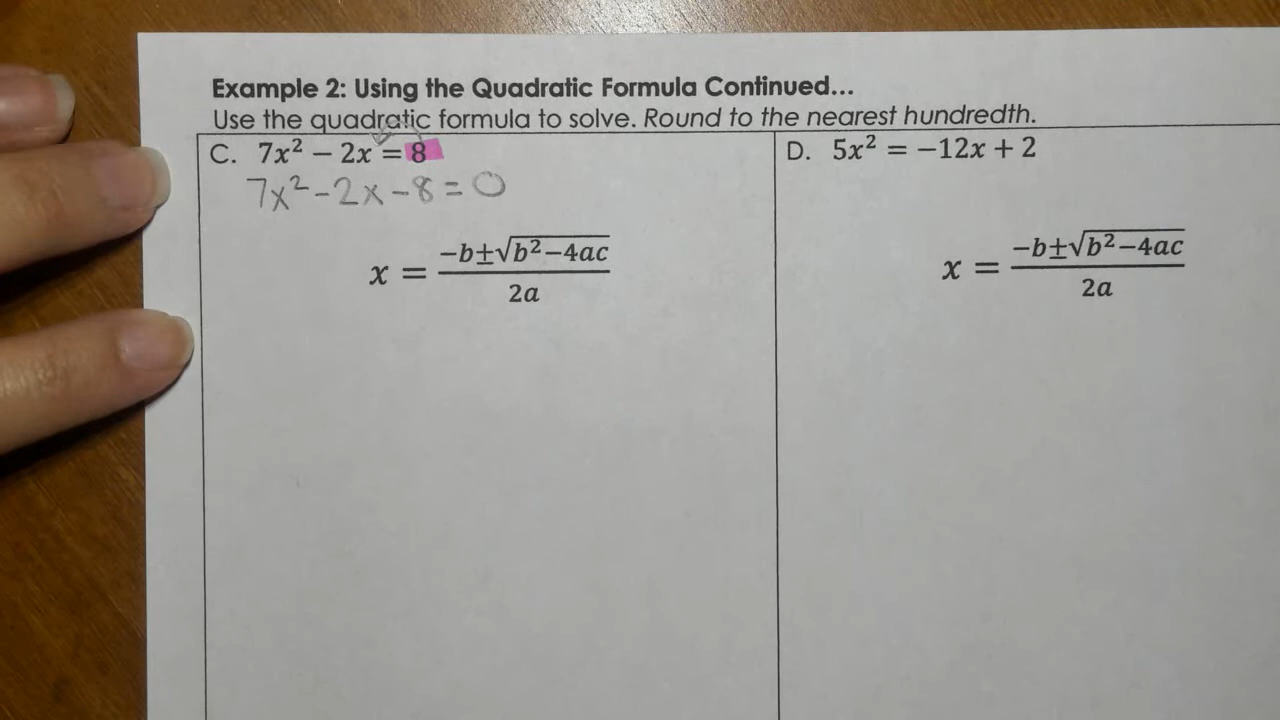 Example 2: Using the Quadratic Formula Continued...
Use the quadratic formula to solve. Round to the nearest hundredth.
C. 7x² − 2x = 8
7x² - 2x - 8 = 0
x = (−b±√(b²−4ac))/(2a)
D. 5x² = −12x + 2
x = (−b±√(b²−4ac))/(2a)